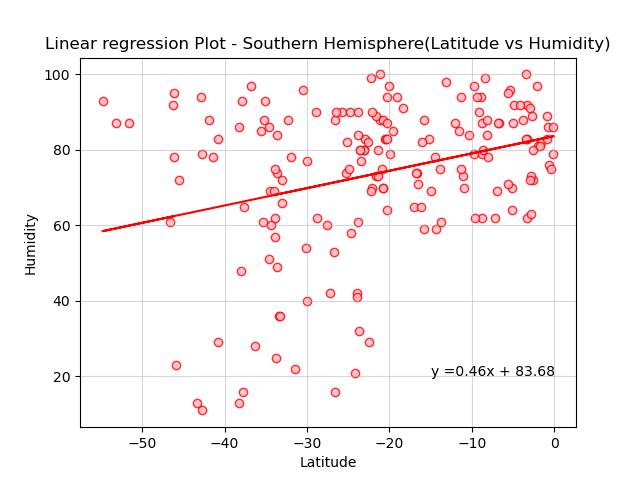 Linear regression Plot - Southern Hemisphere(Latitude vs Humidity)
100
80
60
40
20
Humidity
y =0.46x + 83.68
−50 −40 −30 −20 −10 0
Latitude